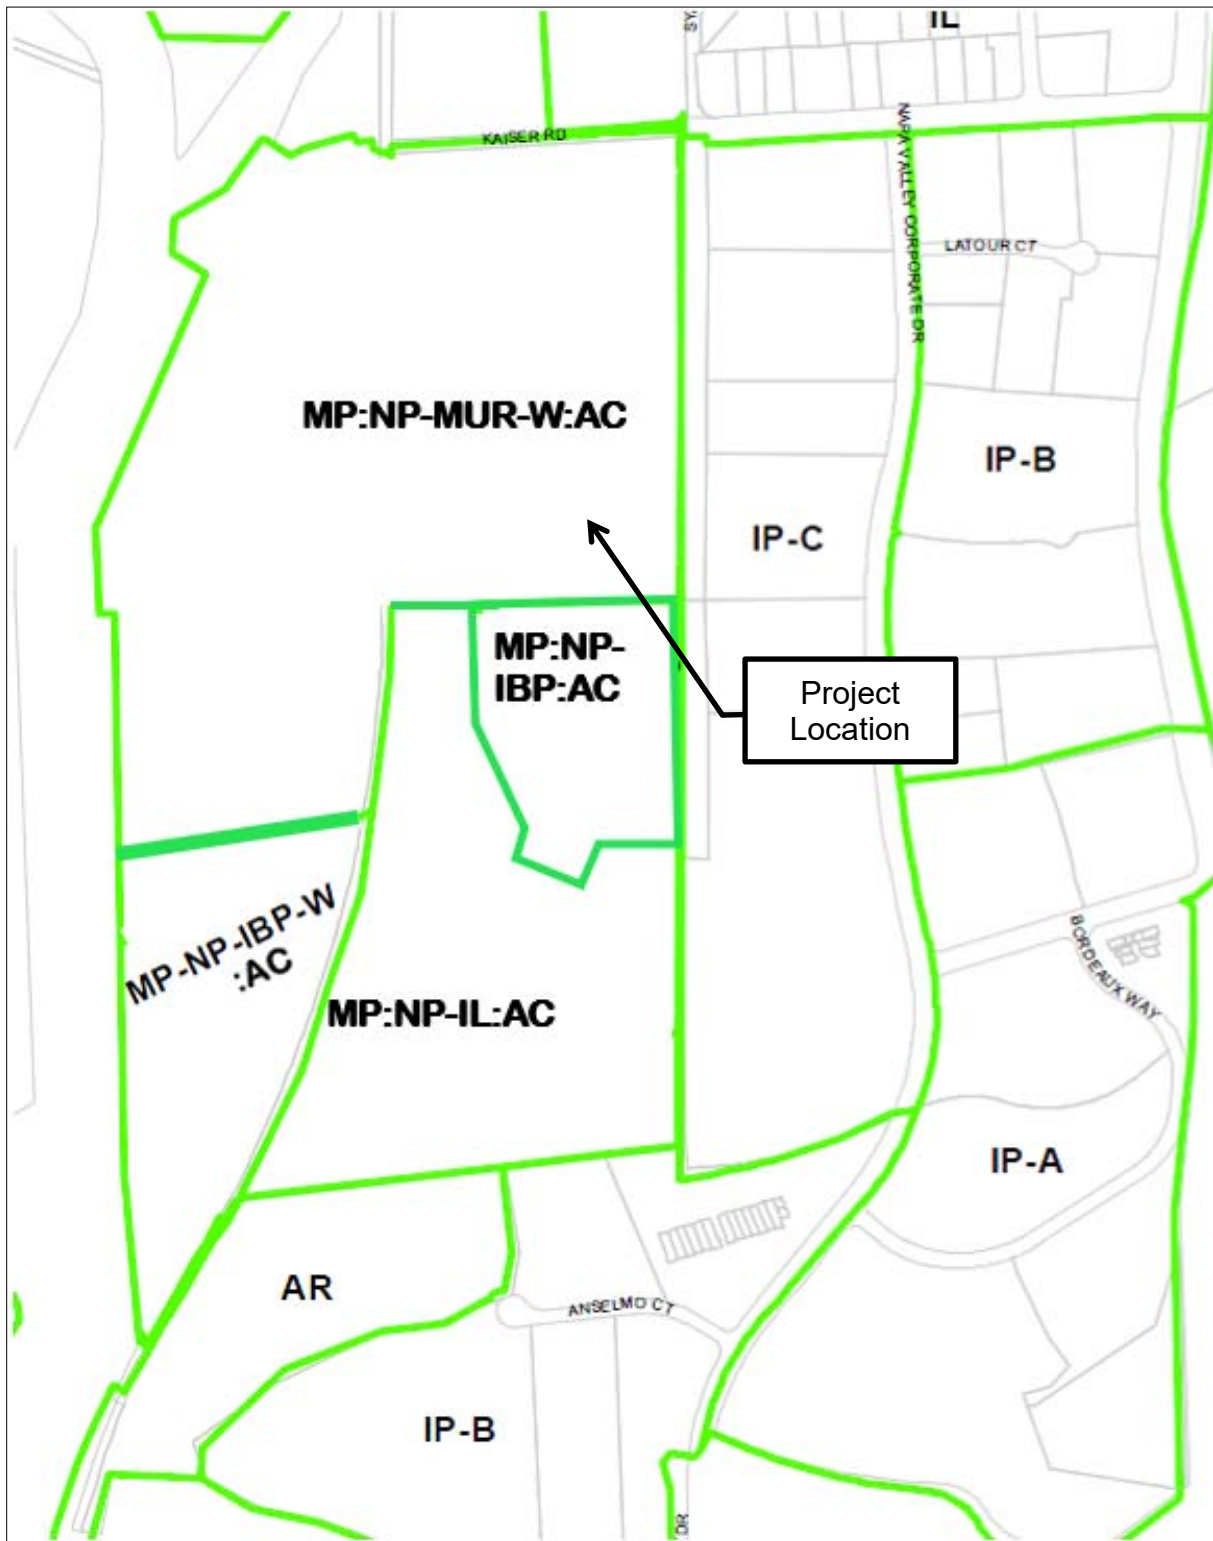 IL
SY
KAISER RD
NAPA VALLEY CORPORATE DR
LATOUR CT
MP:NP-MUR-W:AC
IP-B
IP-C
MP:NP-
IBP:AC
Project
Location
MP-NP-IBP-W
:AC
BORDEAUX WAY
MP:NP-IL:AC
IP-A
AR
ANSELMO CT
IP-B
DR